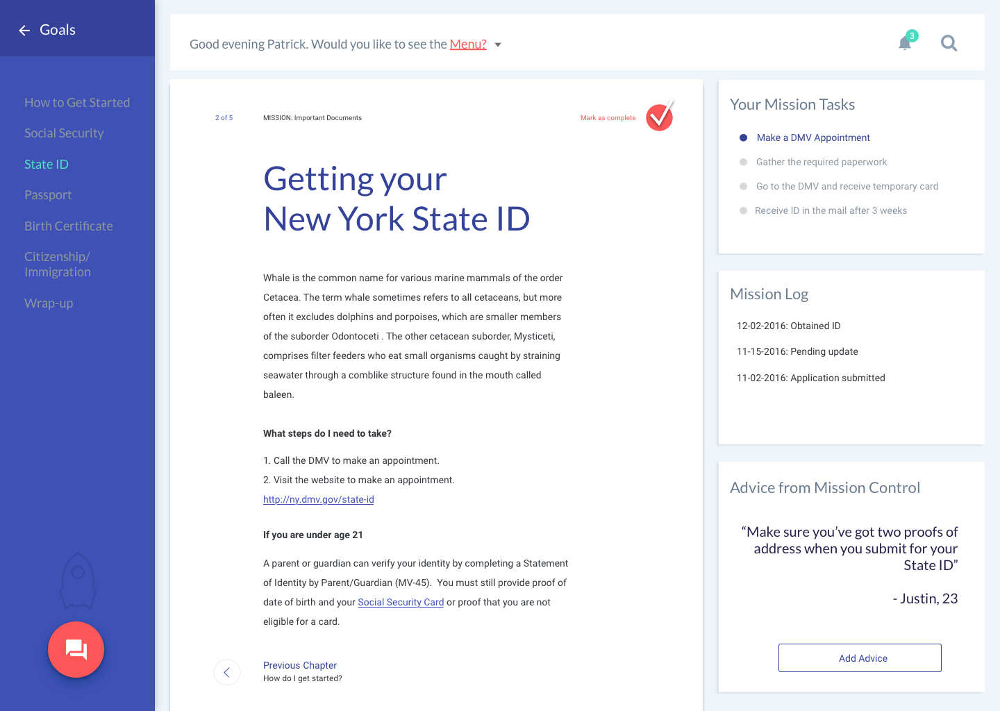 Goals
How to Get Started
Social Security
State ID
Passport
Birth Certificate
Citizenship/
Immigration
Wrap-up
Good evening Patrick. Would you like to see the Menu?
3
2 of 5
MISSION: Important Documents
Mark as complete
Getting your
New York State ID
Whale is the common name for various marine mammals of the order
Cetacea. The term whale sometimes refers to all cetaceans, but more
often it excludes dolphins and porpoises, which are smaller members
of the suborder Odontoceti . The other cetacean suborder, Mysticeti,
comprises filter feeders who eat small organisms caught by straining
seawater through a comblike structure found in the mouth called
baleen.
What steps do I need to take?
1. Call the DMV to make an appointment.
2. Visit the website to make an appointment.
http://ny.dmv.gov/state-id
If you are under age 21
A parent or guardian can verify your identity by completing a Statement
of Identity by Parent/Guardian (MV-45).  You must still provide proof of
date of birth and your Social Security Card or proof that you are not
eligible for a card.
Previous Chapter
How do I get started?
Your Mission Tasks
Make a DMV Appointment
Gather the required paperwork
Go to the DMV and receive temporary card
Receive ID in the mail after 3 weeks
Mission Log
12-02-2016: Obtained ID
11-15-2016: Pending update
11-02-2016: Application submitted
Advice from Mission Control
“Make sure you’ve got two proofs of
address when you submit for your
State ID”
- Justin, 23
Add Advice